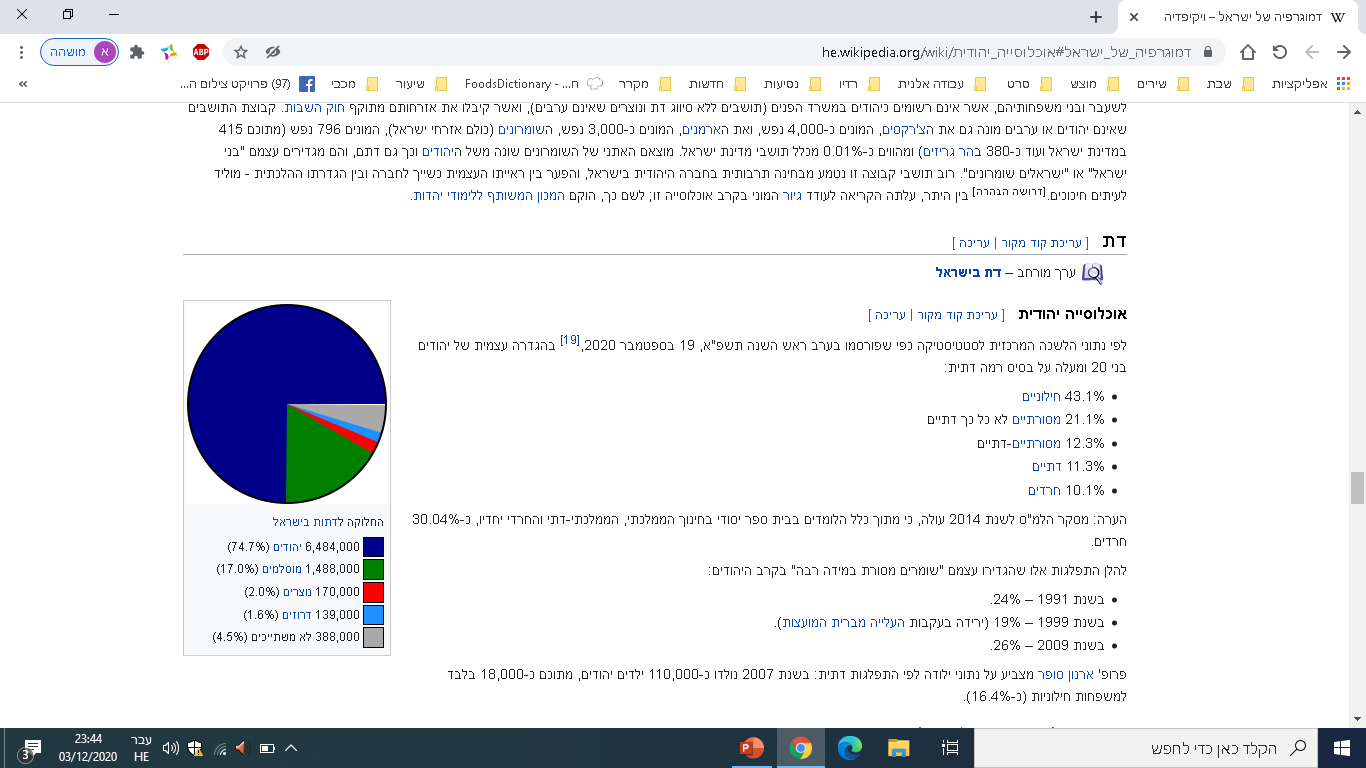 דמוגרפיה של ישראל – ויקיפדיה
he.wikipedia.org/wiki/דמוגרפיה_של_ישראל#אוכלוסייה_יהודית
מושהה
א
ABP
אפליקציות
שבת
שירים
מוצש
סרט
עבודה אלנית
רדיו
נסיעות
חדשות
מקרר
FoodsDictionary - ח...
שיעור
מכבי
(97) פרויקט צילום ה...
לשעבר ובני משפחותיהם, אשר אינם רשומים כיהודים במשרד הפנים (תושבים ללא סיווג דת ונוצרים שאינם ערבים), ואשר קיבלו את אזרחותם מתוקף חוק השבות. קבוצת התושבים
שאינם יהודים או ערבים מונה גם את הצ'רקסים, המונים כ-4,000 נפש, ואת הארמנים, המונים כ-3,000 נפש, השומרונים (כולם אזרחי ישראל), המונים 796 נפש (מתוכם 415
במדינת ישראל ועוד כ-380 בהר גריזים) ומהווים כ-0.01% מכלל תושבי מדינת ישראל. מוצאם האתני של השומרונים שונה משל היהודים וכך גם דתם, והם מגדירים עצמם "בני
ישראל" או "ישראלים שומרונים". רוב תושבי קבוצה זו נטמע מבחינה תרבותית בחברה היהודית בישראל, והפער בין ראייתו העצמית כשייך לחברה ובין הגדרתו ההלכתית - מוליד
לעיתים חיכוכים.[דרושה הבהרה] בין היתר, עלתה הקריאה לעודד גיור המוני בקרב אוכלוסייה זו; לשם כך, הוקם המכון המשותף ללימודי יהדות.
דת [ עריכת קוד מקור | עריכה ]
ערך מורחב – דת בישראל
אוכלוסייה יהודית [ עריכת קוד מקור | עריכה ]
לפי נתוני הלשכה המרכזית לסטטיסטיקה כפי שפורסמו בערב ראש השנה תשפ"א, 19 בספטמבר 2020,[19] בהגדרה עצמית של יהודים
בני 20 ומעלה על בסיס רמה דתית:
• 43.1% חילוניים
• 21.1% מסורתיים לא כל כך דתיים
• 12.3% מסורתיים-דתיים
• 11.3% דתיים
• 10.1% חרדים
הערה: מסקר הלמ"ס לשנת 2014 עולה, כי מתוך כלל הלומדים בבית ספר יסודי בחינוך הממלכתי, הממלכתי-דתי והחרדי יחדיו, כ-30.04%
חרדים.
להלן התפלגות אלו שהגדירו עצמם "שומרים מסורת במידה רבה" בקרב היהודים:
• בשנת 1991 – 24%.
• בשנת 1999 – 19% (ירידה בעקבות העלייה מברית המועצות).
• בשנת 2009 – 26%.
פרופ' ארנון סופר מצביע על נתוני ילודה לפי התפלגות דתית: בשנת 2007 נולדו כ-110,000 ילדים יהודים, מתוכם כ-18,000 בלבד
למשפחות חילוניות (כ-16.4%).
החלוקה לדתות בישראל
6,484,000 יהודים (74.7%)
1,488,000 מוסלמים (17.0%)
170,000 נוצרים (2.0%)
139,000 דרוזים (1.6%)
388,000 לא משתייכים (4.5%)
הקלד כאן כדי לחפש
עבר
HE
23:44
03/12/2020
3